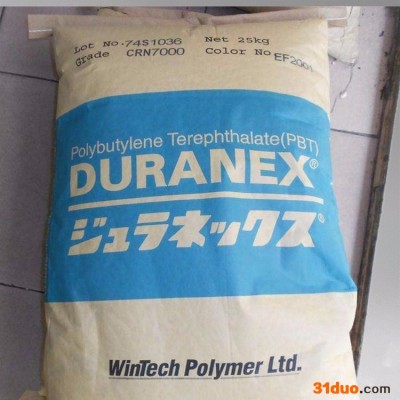 Lot No. 74S1036 Net 25kg
Grade CRN7000 Color No. EF2001
Polybutylene Terephthalate(PBT)
DURANEX®
ジュラネックス®
WinTech Polymer Ltd.
31duo.com